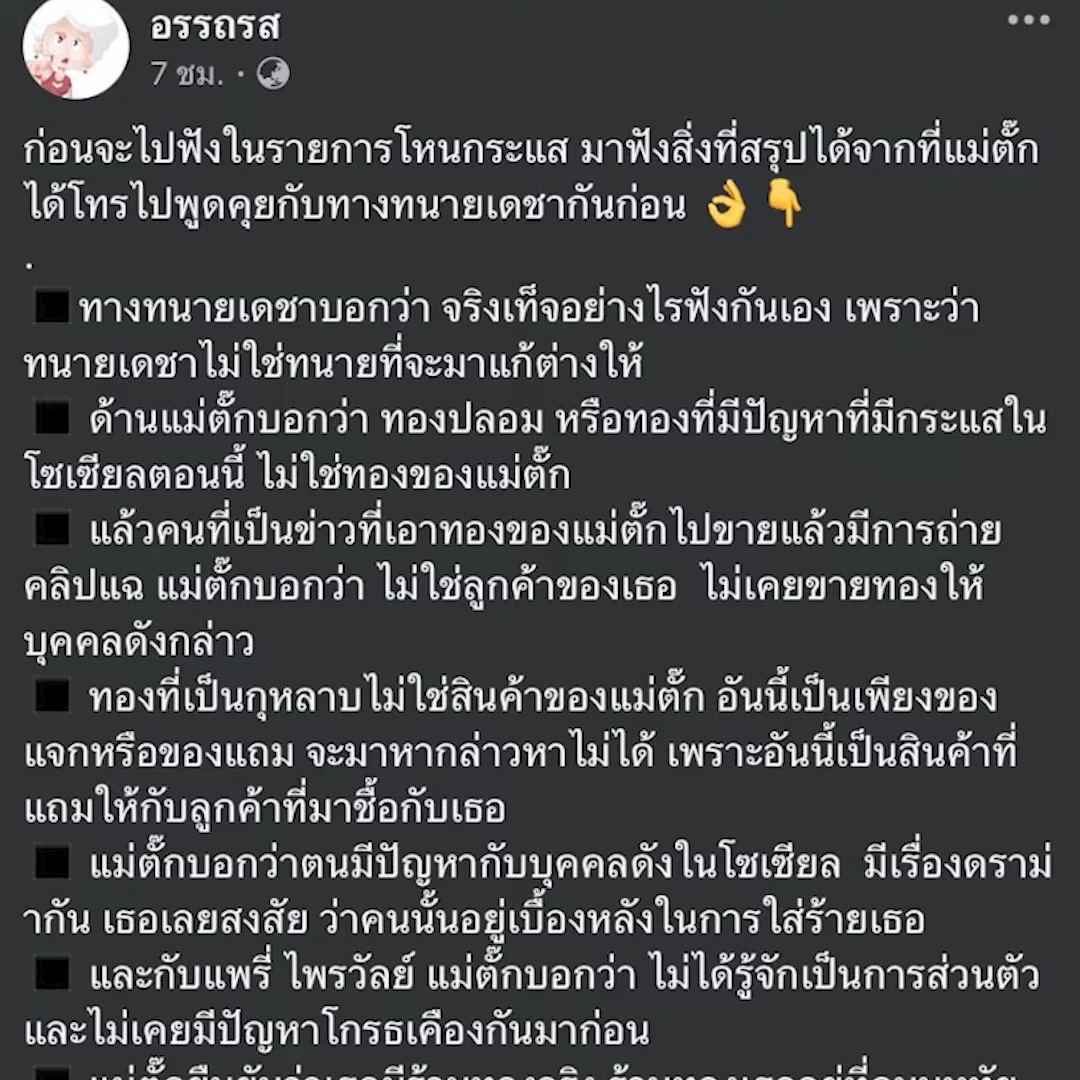 อรรถรส
7 ชม. ·
ก่อนจะไปฟังในรายการโหนกระแส มาฟังสิ่งที่สรุปได้จากที่แม่ตั๊ก
ได้โทรไปพูดคุยกับทางทนายเดชากันก่อน 👌👇
.
◼️ทางทนายเดชาบอกว่า จริงเท็จอย่างไรฟังกันเอง เพราะว่า
ทนายเดชาไม่ใช่ทนายที่จะมาแก้ต่างให้
◼️ ด้านแม่ตั๊กบอกว่า ทองปลอม หรือทองที่มีปัญหาที่มีกระแสใน
โซเซียลตอนนี้ ไม่ใช่ทองของแม่ตั๊ก
◼️ แล้วคนที่เป็นข่าวที่เอาทองของแม่ตั๊กไปขายแล้วมีการถ่าย
คลิปแฉ แม่ตั๊กบอกว่า ไม่ใช่ลูกค้าของเธอ ไม่เคยขายทองให้
บุคคลดังกล่าว
◼️ ทองที่เป็นกุหลาบไม่ใช่สินค้าของแม่ตั๊ก อันนี้เป็นเพียงของ
แจกหรือของแถม จะมาหากล่าวหาไม่ได้ เพราะอันนี้เป็นสินค้าที่
แถมให้กับลูกค้าที่มาซื้อกับเธอ
◼️ แม่ตั๊กบอกว่าตนมีปัญหากับบุคคลดังในโซเซียล มีเรื่องดราม่
ากัน เธอเลยสงสัย ว่าคนนั้นอยู่เบื้องหลังในการใส่ร้ายเธอ
◼️ และกับแพรี่ ไพรวัลย์ แม่ตั๊กบอกว่า ไม่ได้รู้จักเป็นการส่วนตัว
และไม่เคยมีปัญหาโกรธเคืองกันมาก่อน